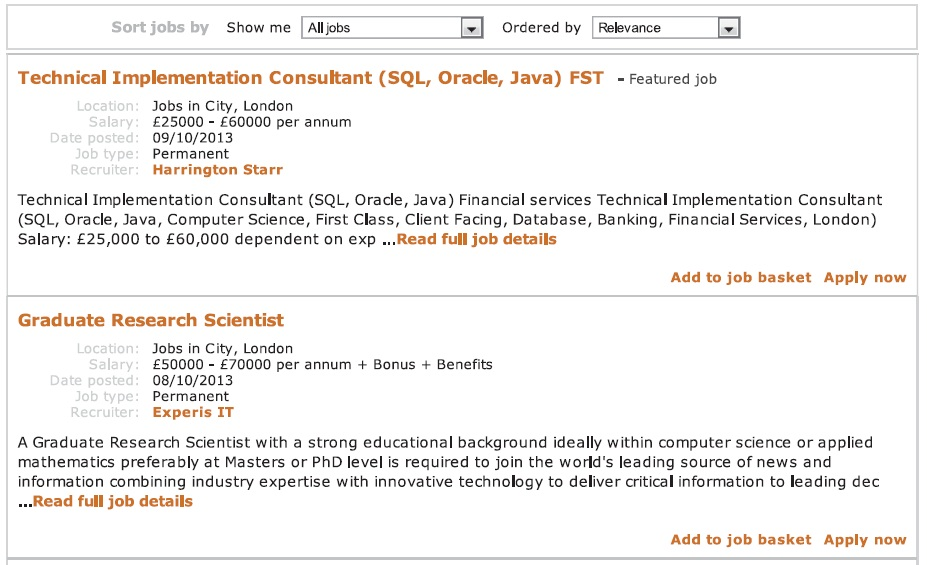 Sort jobs by Show me All jobs Ordered by Relevance
Technical Implementation Consultant (SQL, Oracle, Java) FST - Featured job
Location: Jobs in City, London
Salary: £25000 - £60000 per annum
Date posted: 09/10/2013
Job type: Permanent
Recruiter: Harrington Starr
Technical Implementation Consultant (SQL, Oracle, Java) Financial services Technical Implementation Consultant
(SQL, Oracle, Java, Computer Science, First Class, Client Facing, Database, Banking, Financial Services, London)
Salary: £25,000 to £60,000 dependent on exp ...Read full job details
Add to job basket Apply now
Graduate Research Scientist
Location: Jobs in City, London
Salary: £50000 - £70000 per annum + Bonus + Benefits
Date posted: 08/10/2013
Job type: Permanent
Recruiter: Experis IT
A Graduate Research Scientist with a strong educational background ideally within computer science or applied
mathematics preferably at Masters or PhD level is required to join the world's leading source of news and
information combining industry expertise with innovative technology to deliver critical information to leading dec
...Read full job details
Add to job basket Apply now